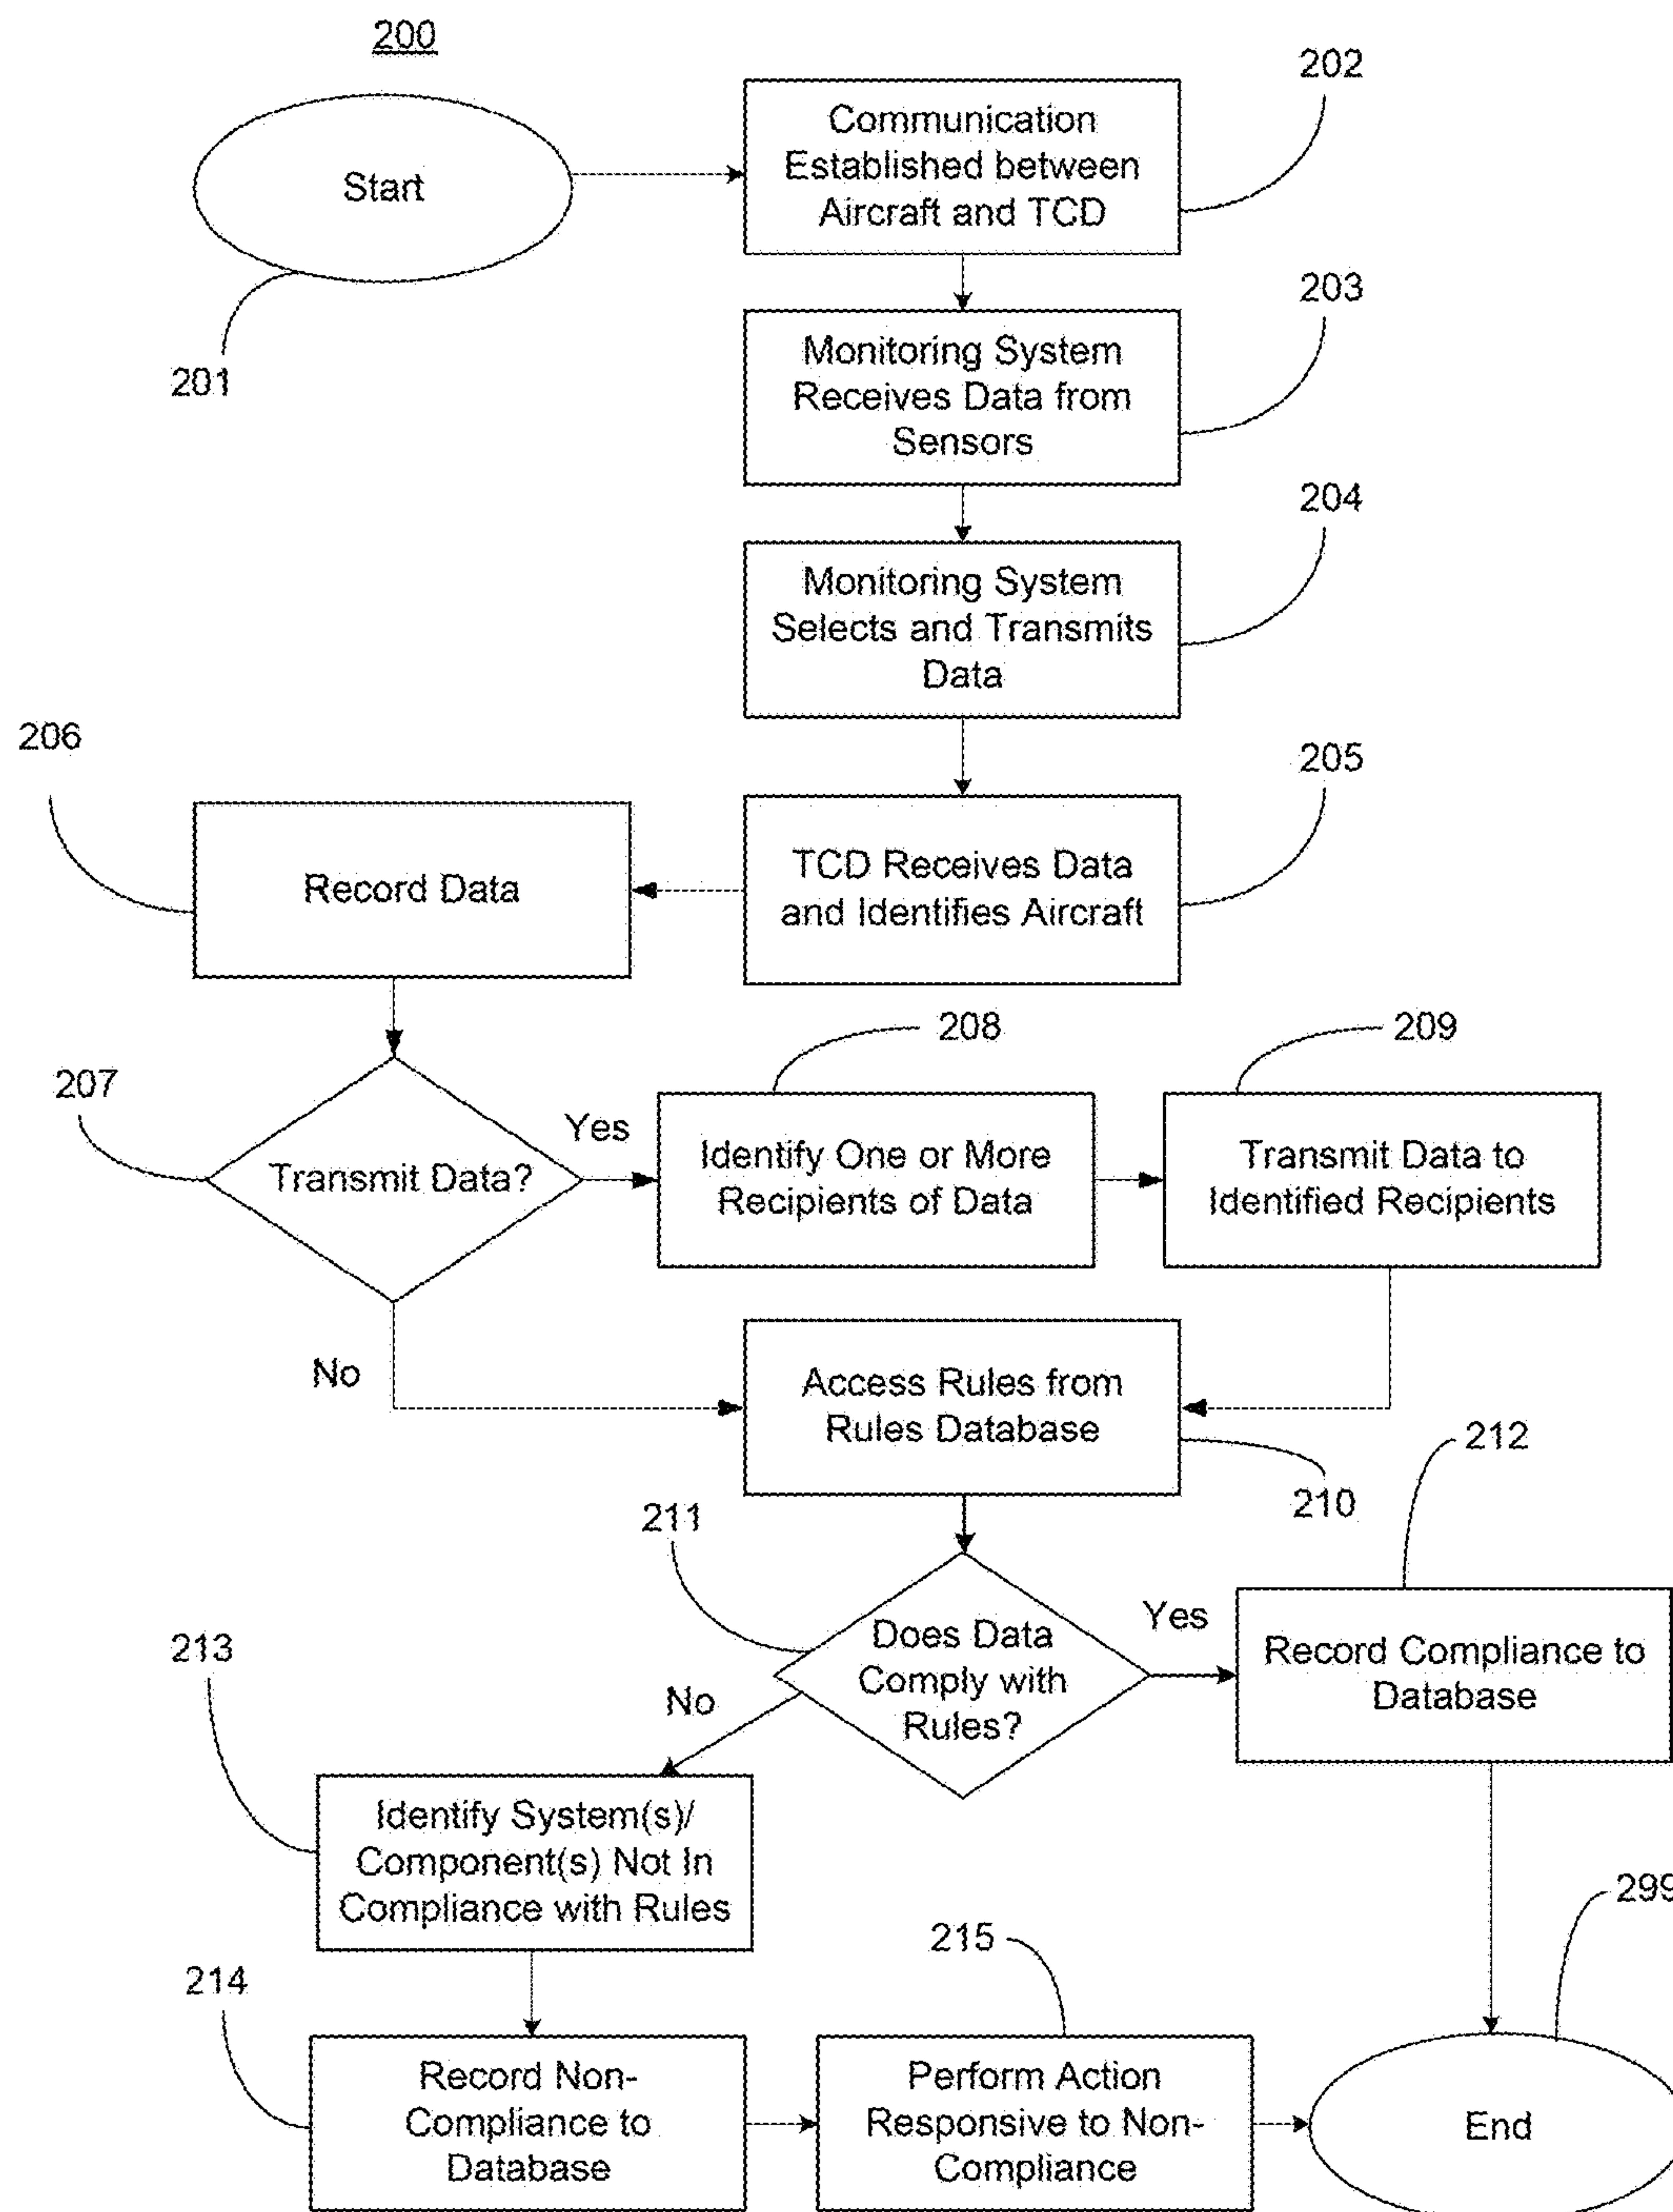 200
Start
201
Communication
Established between
Aircraft and TCD
202
Monitoring System
Receives Data from
Sensors
203
Monitoring System
Selects and Transmits
Data
204
TCD Receives Data
and Identifies Aircraft
205
Record Data
206
Transmit Data?
207
Yes
No
Identify One or More
Recipients of Data
208
Transmit Data to
Identified Recipients
209
Access Rules from
Rules Database
210
Does Data
Comply with
Rules?
211
Yes
No
Record Compliance to
Database
212
Identify System(s)/
Component(s) Not In
Compliance with Rules
213
Record Non-
Compliance to
Database
214
Perform Action
Responsive to Non-
Compliance
215
End
299